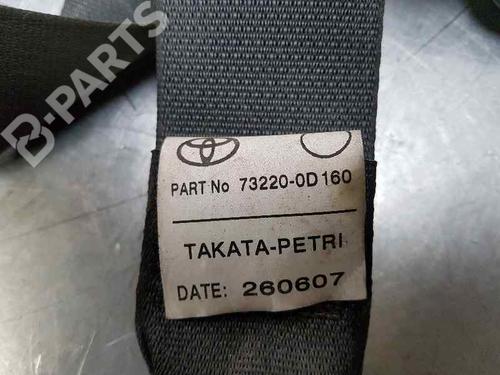 B-PARTS
PART No 73220-0D160
TAKATA-PETRI
DATE: 260607